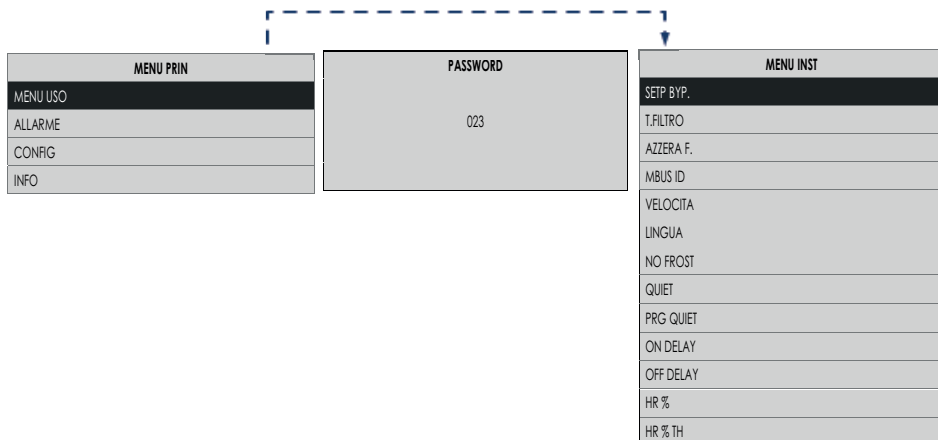 MENU PRIN
MENU USO
ALLARME
CONFIG
INFO
PASSWORD
023
MENU INST
SETP BYP.
T.FILTRO
AZZERA F.
MBUS ID
VELOCITA
LINGUA
NO FROST
QUIET
PRG QUIET
ON DELAY
OFF DELAY
HR %
HR % TH